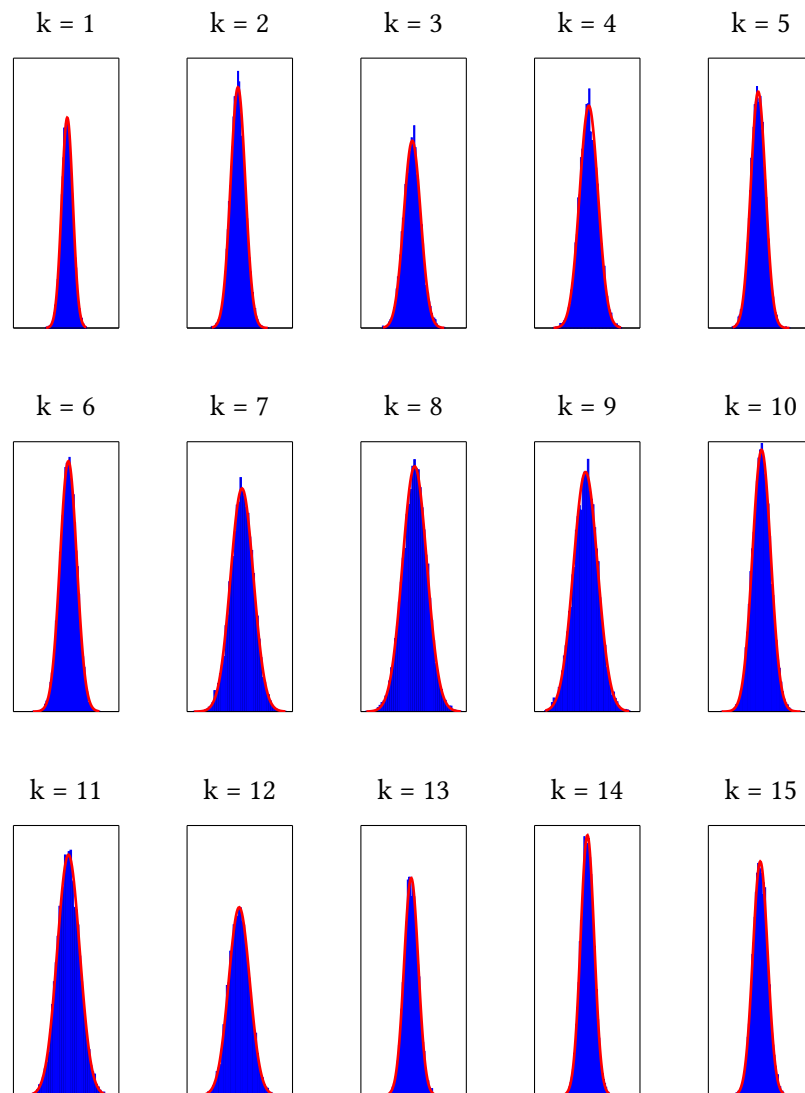 k = 1 k = 2 k = 3 k = 4 k = 5
k = 6 k = 7 k = 8 k = 9 k = 10
k = 11 k = 12 k = 13 k = 14 k = 15